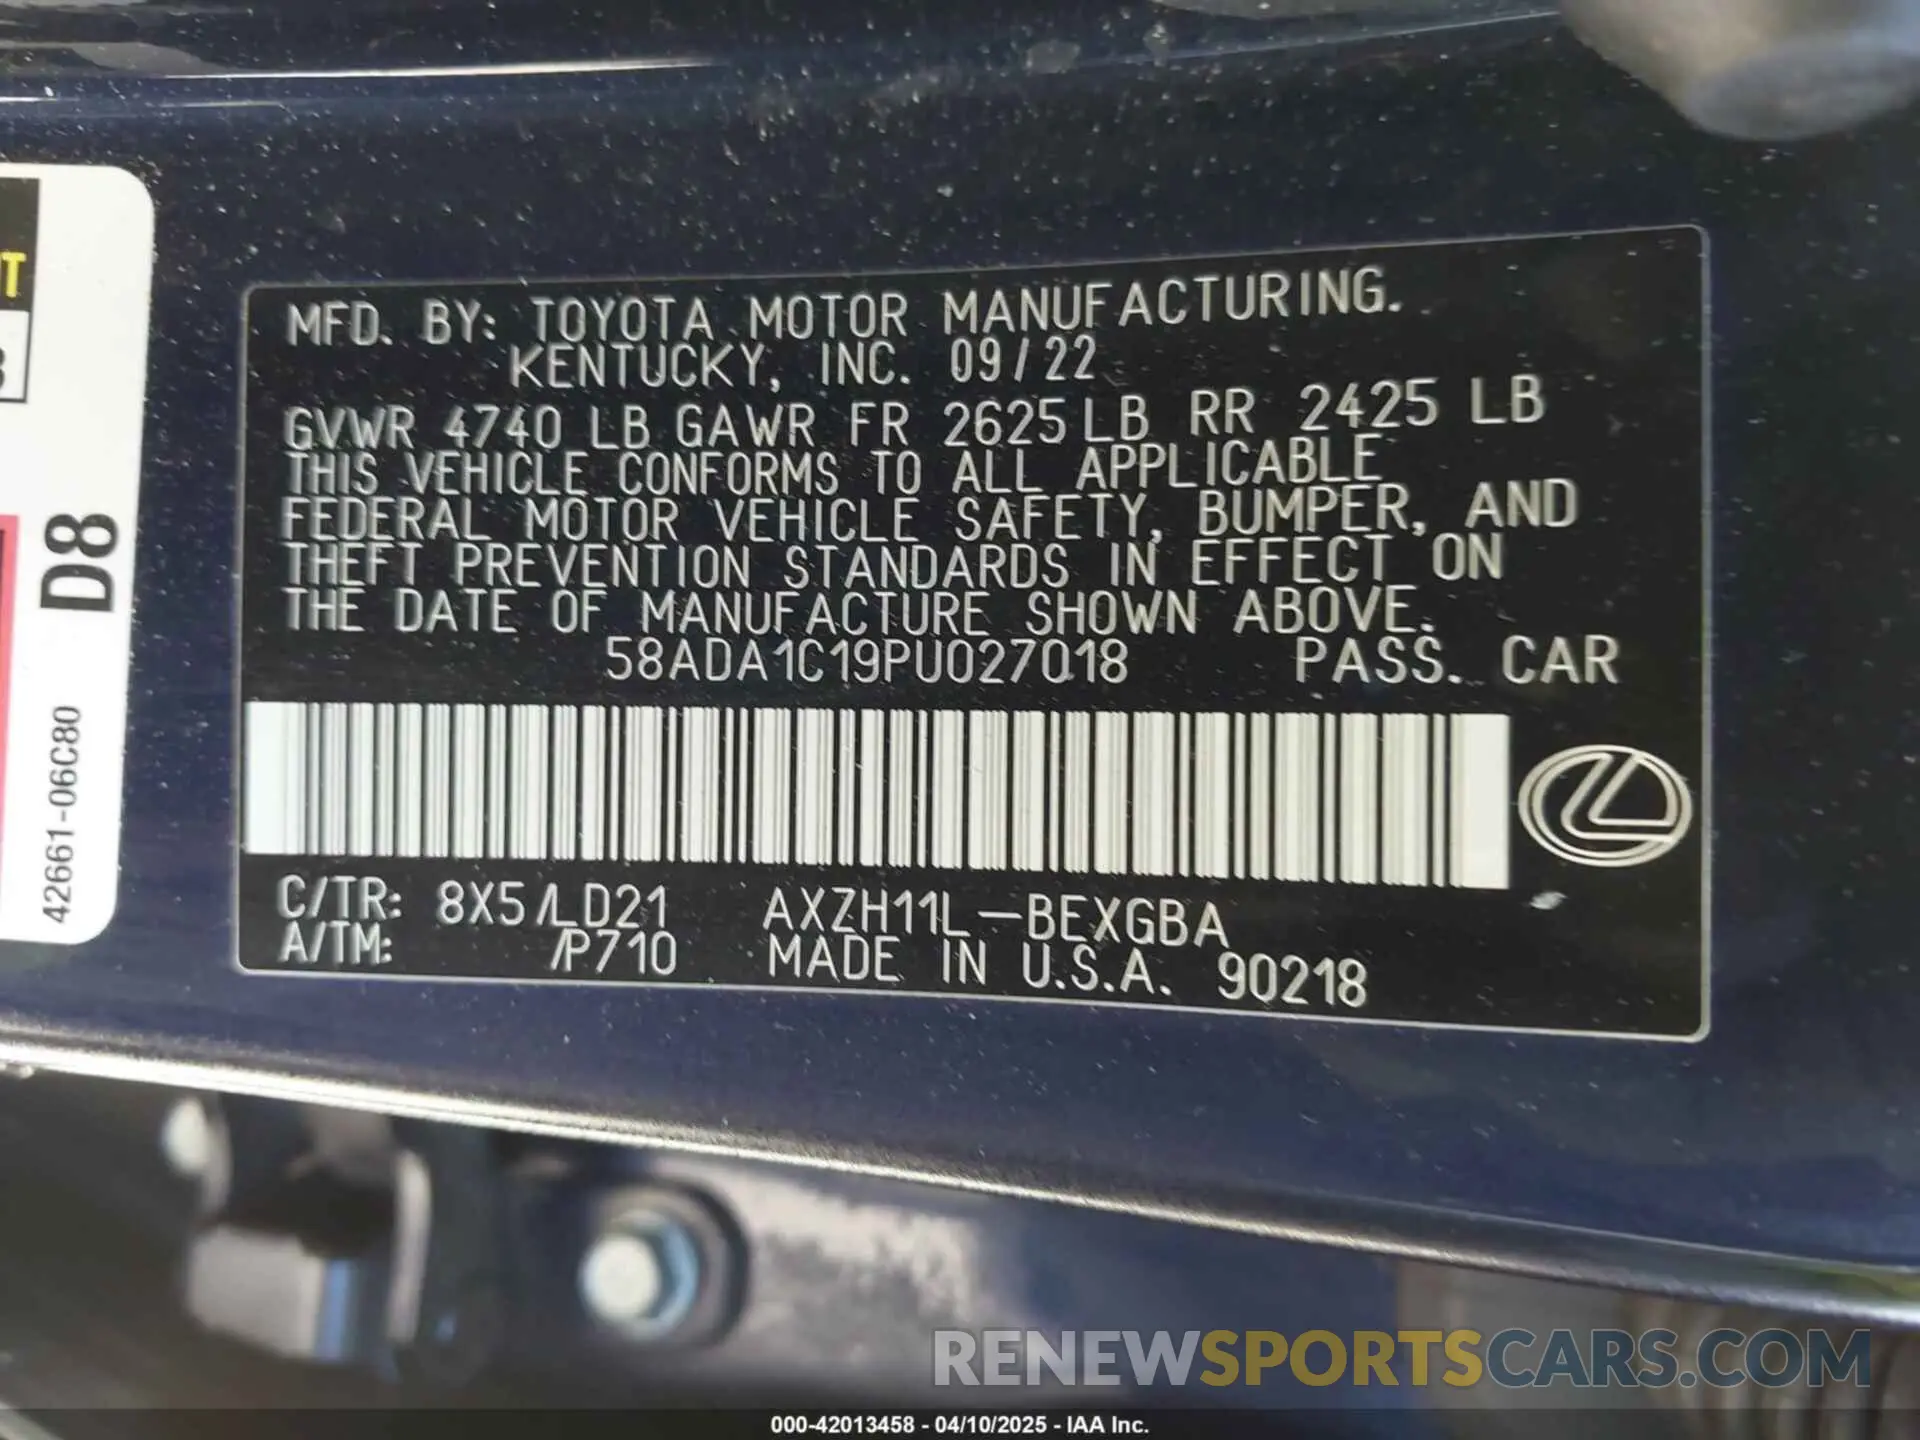 MFD. BY: TOYOTA MOTOR MANUFACTURING.
KENTUCKY, INC. 09/22
GVWR 4740 LB GAWR FR 2625 LB RR 2425 LB
THIS VEHICLE CONFORMS TO ALL APPLICABLE
FEDERAL MOTOR VEHICLE SAFETY, BUMPER, AND
THEFT PREVENTION STANDARDS IN EFFECT ON
THE DATE OF MANUFACTURE SHOWN ABOVE.
58ADA1C19PU027018 PASS. CAR
C/TR: 8X5/LD21 AXZH11L-BEXGBA
A/TM: /P710 MADE IN U.S.A. 90218
D8
42661-06C80
RENEWSPORTSCARS.COM
000-42013458 - 04/10/2025 - IAA Inc.